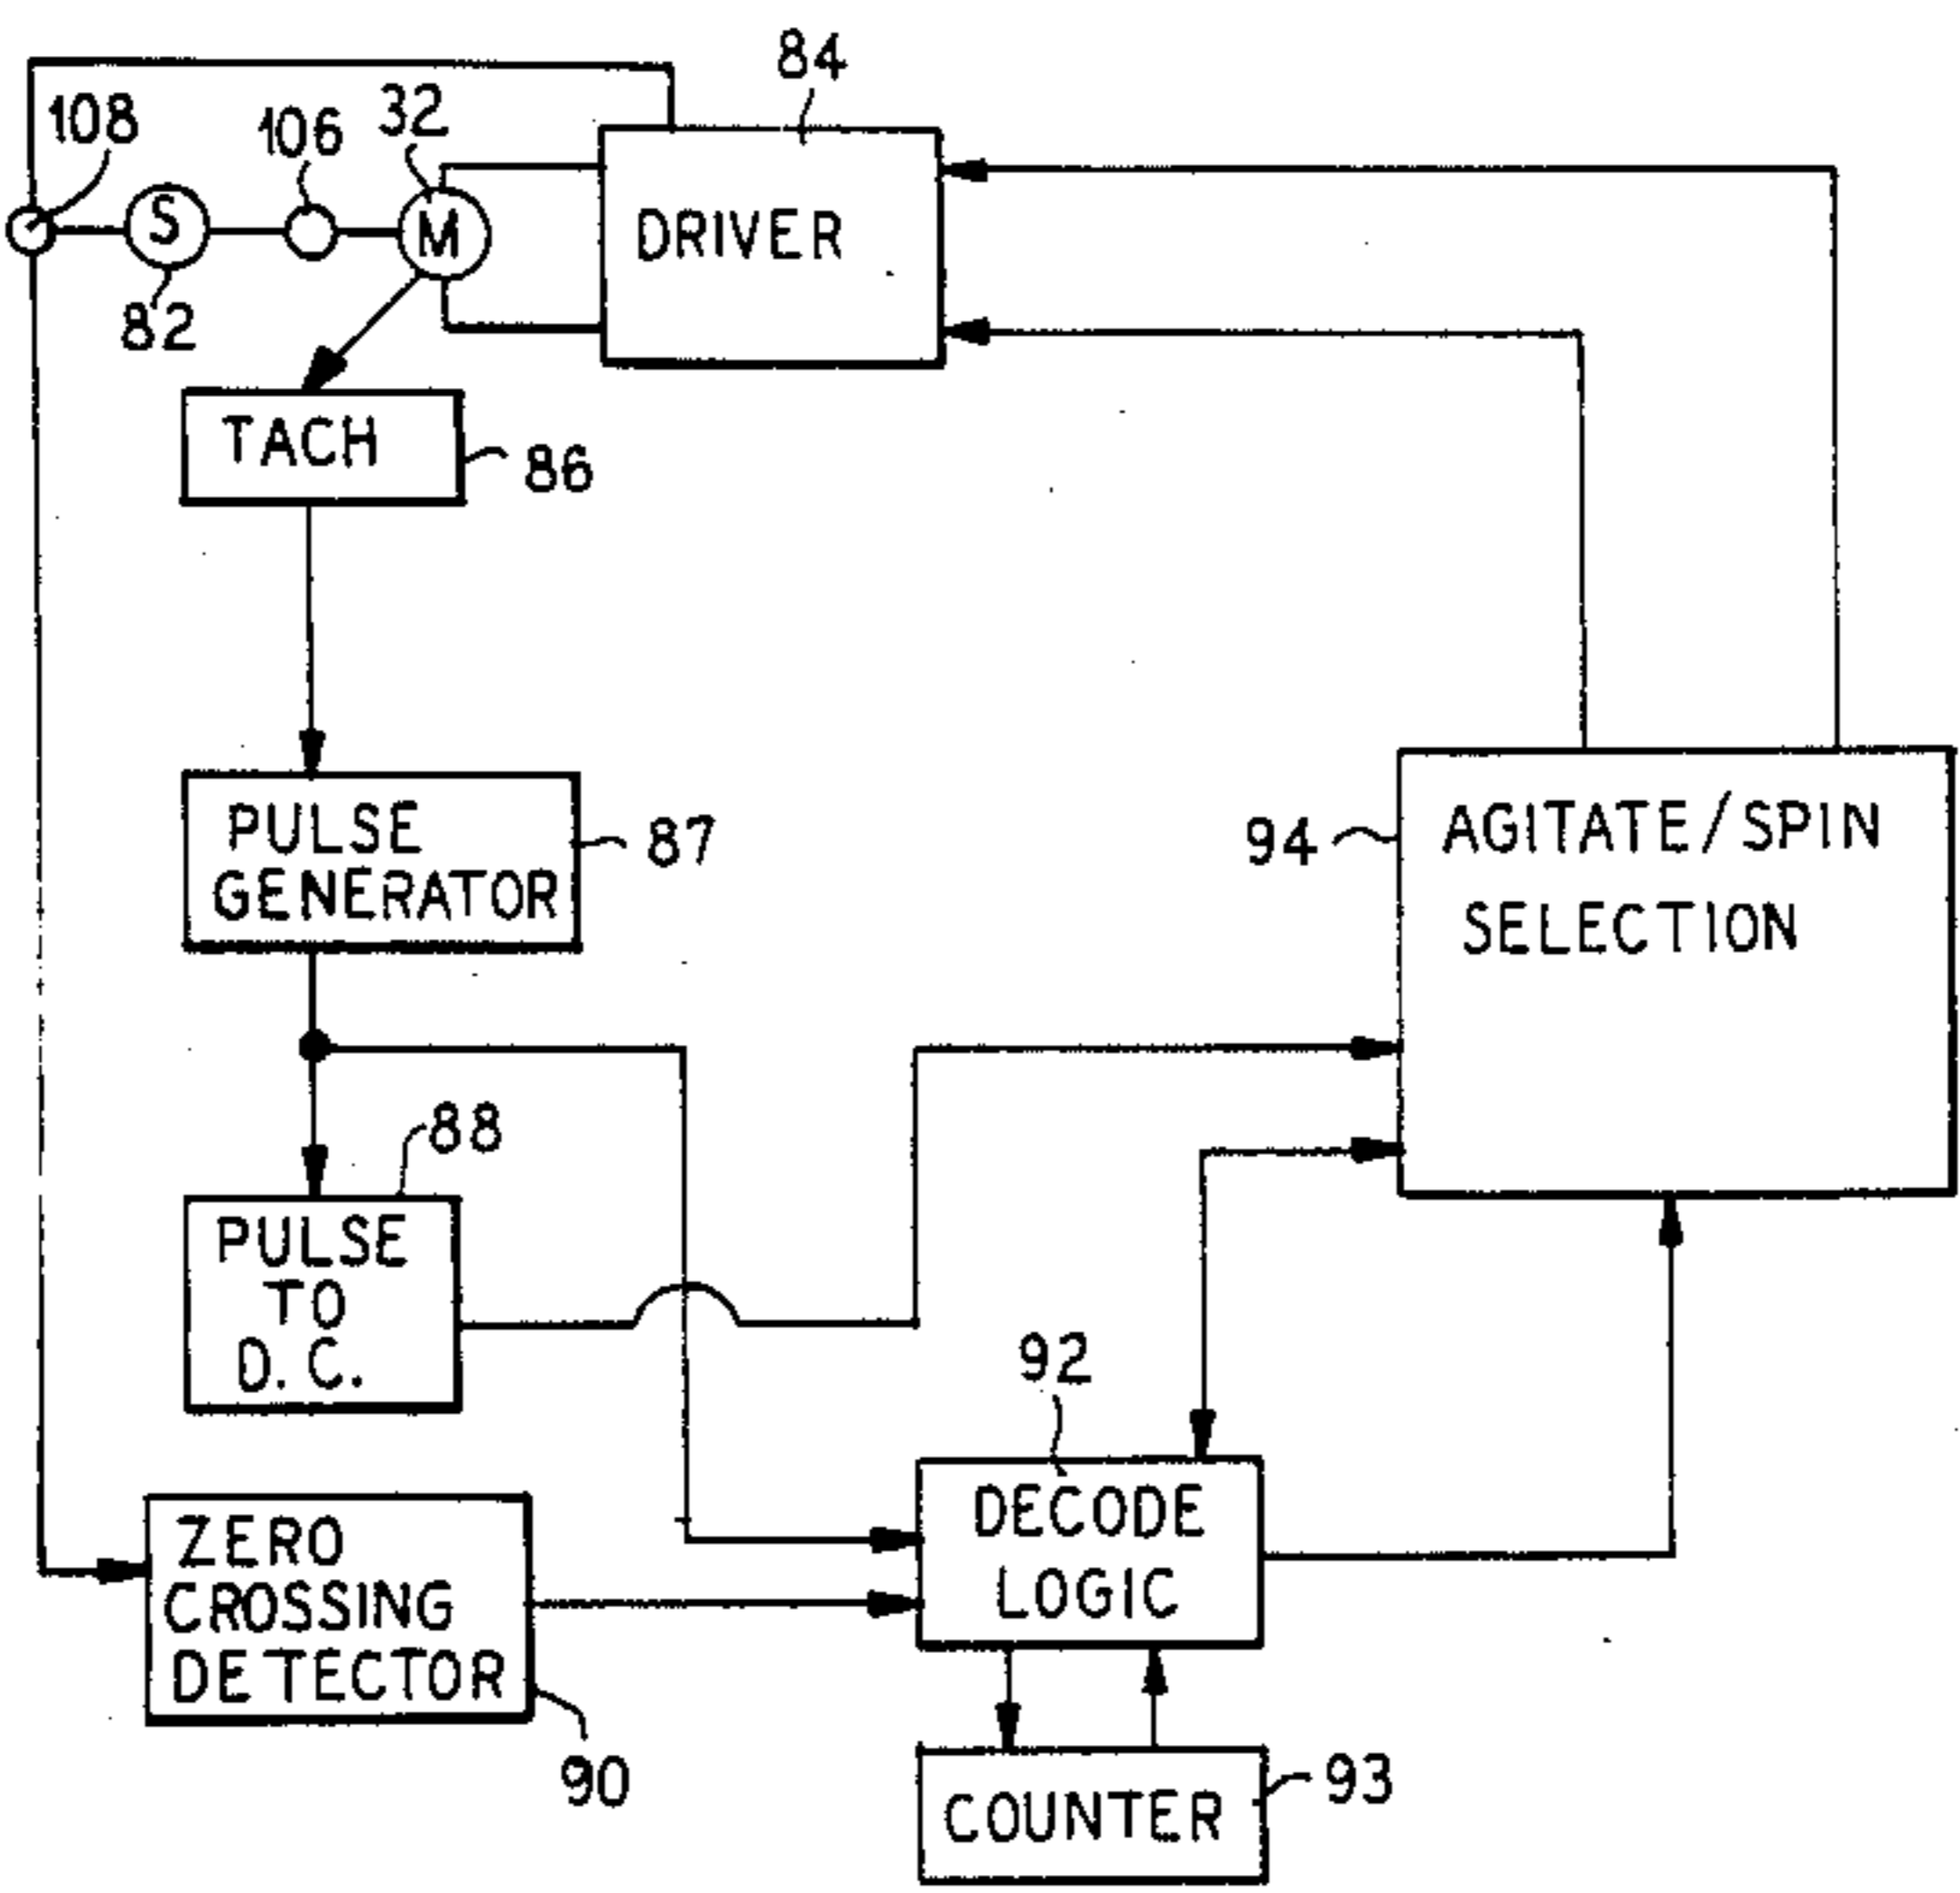 84
108
106
32
S
M
DRIVER
82
TACH
86
PULSE
GENERATOR
87
94
AGITATE/SPIN
SELECTION
88
PULSE
TO
D.C.
92
DECODE
LOGIC
ZERO
CROSSING
DETECTOR
90
COUNTER
93